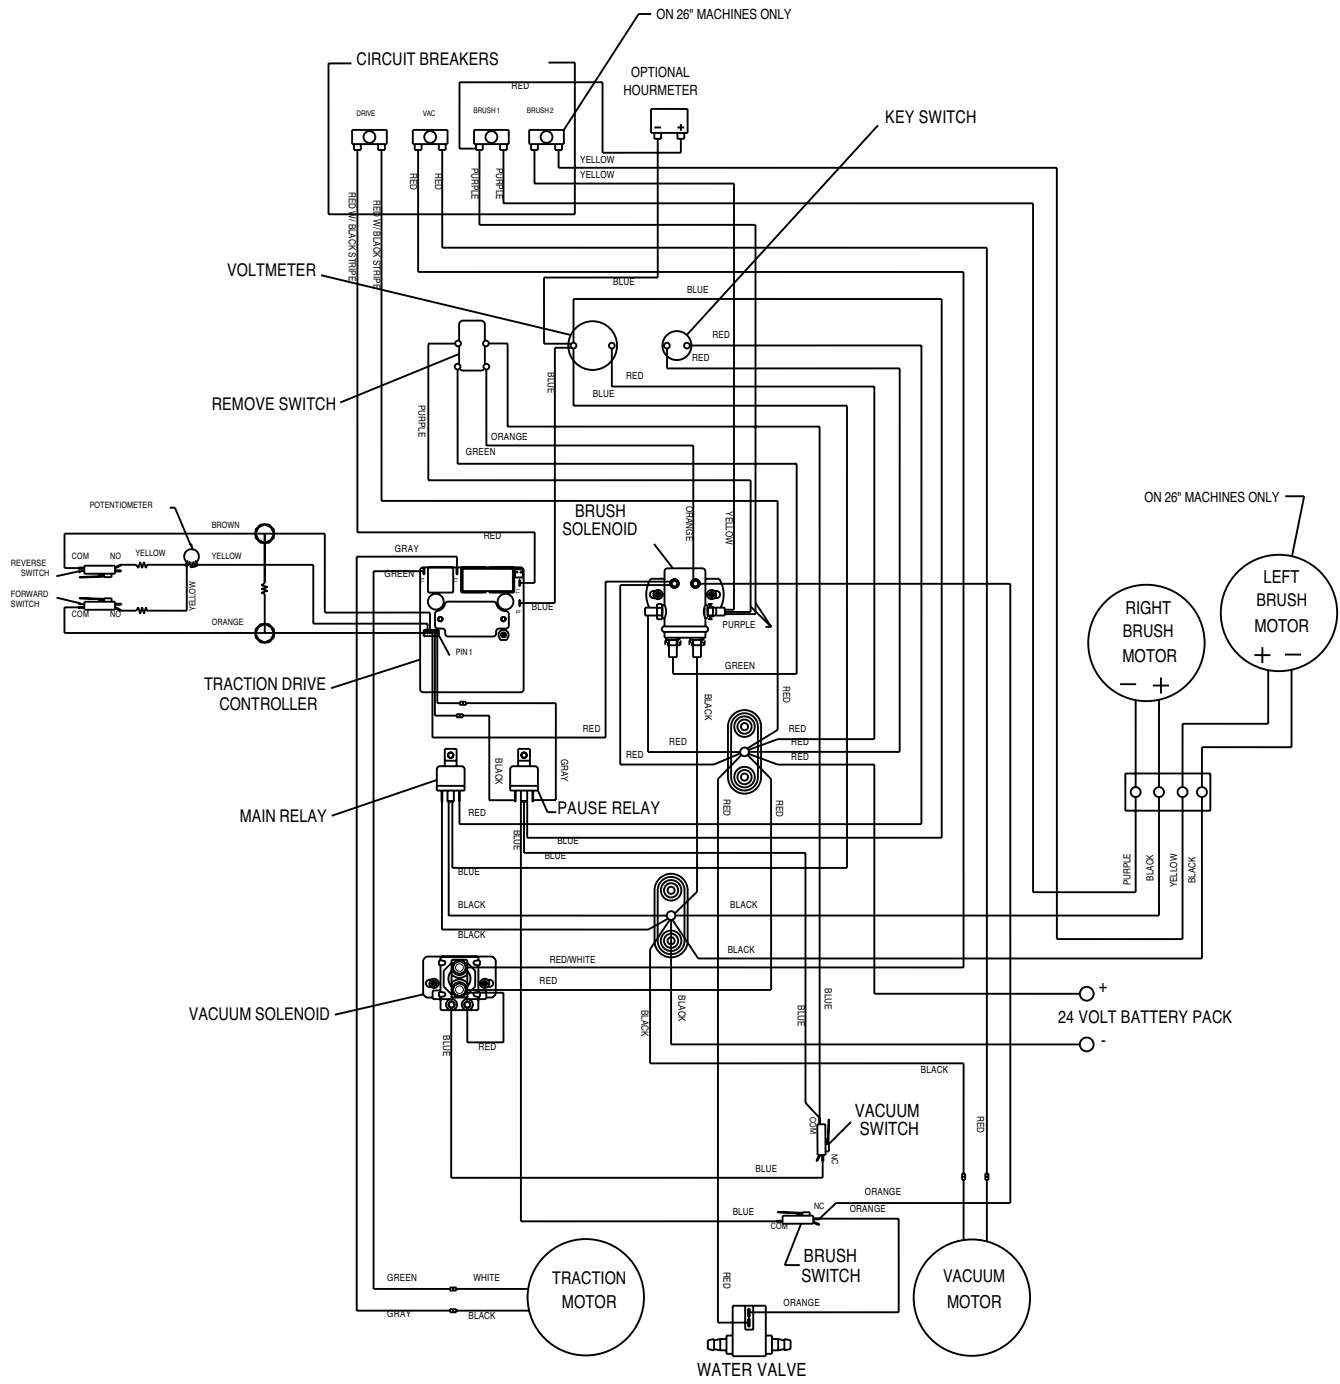 ON 26" MACHINES ONLY
CIRCUIT BREAKERS
OPTIONAL
HOURMETER
RED
DRIVE
VAC
BRUSH 1
BRUSH 2
KEY SWITCH
YELLOW
YELLOW
RED
RED
PURPLE
PURPLE
RED W/ BLACK STRIPE
RED W/ BLACK STRIPE
VOLTMETER
BLUE
BLUE
RED
RED
RED
BLUE
BLUE
REMOVE SWITCH
PURPLE
ORANGE
GREEN
ON 26" MACHINES ONLY
POTENTIOMETER
BROWN
BRUSH
SOLENOID
ORANGE
YELLOW
RED
GRAY
REVERSE
SWITCH
COM
NO
YELLOW
YELLOW
GREEN
FORWARD
SWITCH
COM
NO
YELLOW
ORANGE
BLUE
PIN 1
PURPLE
GREEN
LEFT
BRUSH
MOTOR
+ −
RIGHT
BRUSH
MOTOR
− +
TRACTION DRIVE
CONTROLLER
BLACK
RED
RED
RED
RED
RED
RED
RED
RED
BLACK
GRAY
MAIN RELAY
PAUSE RELAY
RED
RED
RED
BLUE
BLUE
BLUE
BLUE
PURPLE
BLACK
YELLOW
BLACK
BLACK
BLACK
BLACK
BLACK
RED/WHITE
RED
VACUUM SOLENOID
BLUE
RED
BLACK
BLACK
BLUE
BLUE
+
24 VOLT BATTERY PACK
-
BLACK
VACUUM
SWITCH
COM
NC
RED
BLUE
ORANGE
NC
ORANGE
BLUE
COM
BRUSH
SWITCH
GREEN
WHITE
GRAY
BLACK
TRACTION
MOTOR
RED
ORANGE
VACUUM
MOTOR
WATER VALVE